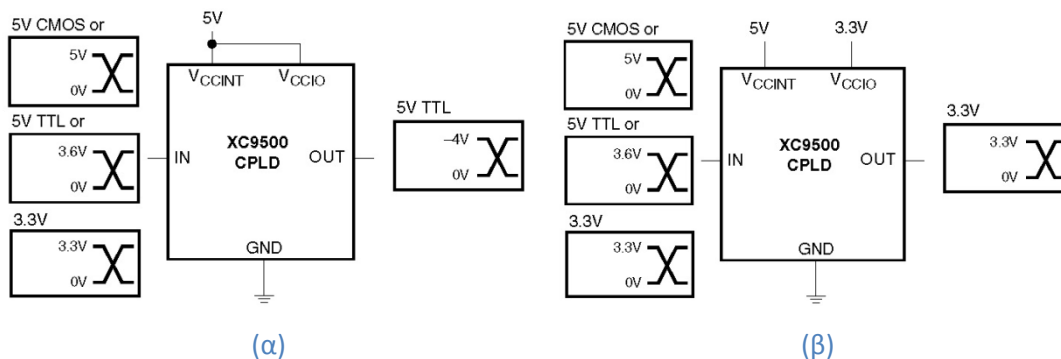 5V CMOS or
5V
0V
5V TTL or
3.6V
0V
3.3V
3.3V
0V
5V
VCCINT VCCIO
IN XC9500 CPLD OUT
GND
5V TTL
–4V
0V
(α)
5V CMOS or
5V
0V
5V TTL or
3.6V
0V
3.3V
3.3V
0V
5V 3.3V
VCCINT VCCIO
IN XC9500 CPLD OUT
GND
3.3V
3.3V
0V
(β)